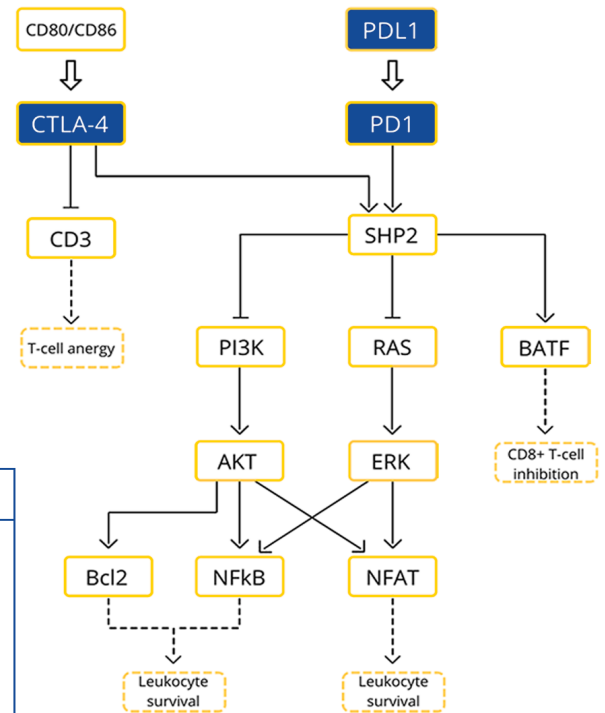 CD80/CD86
PDL1
CTLA-4
PD1
CD3
SHP2
T-cell anergy
PI3K
RAS
BATF
AKT
ERK
CD8+ T-cell
inhibition
Bcl2
NFkB
NFAT
Leukocyte
survival
Leukocyte
survival